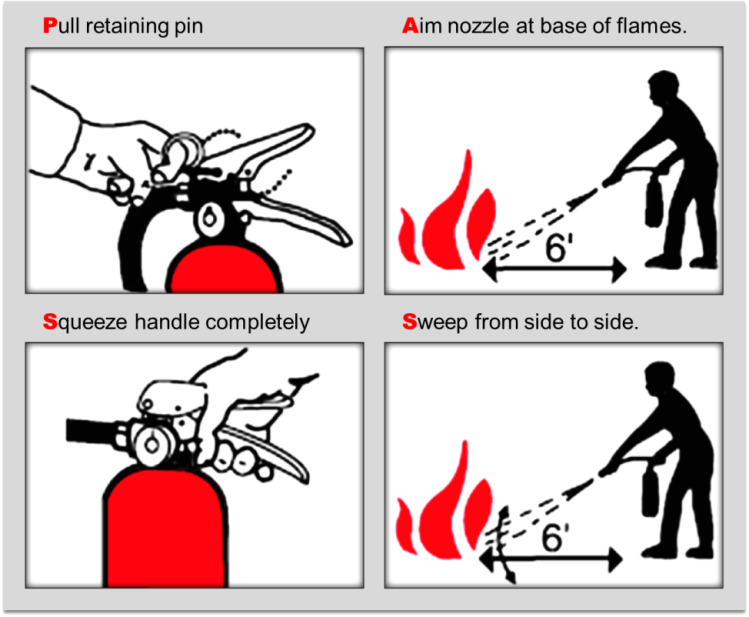 Pull retaining pin
Aim nozzle at base of flames.
6'
Squeeze handle completely
Sweep from side to side.
6'